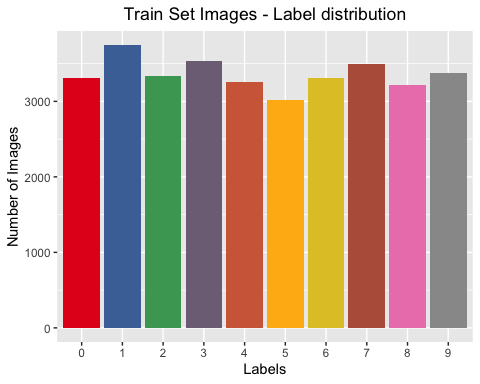 Train Set Images - Label distribution
Number of Images
3000
2000
1000
0
0 1 2 3 4 5 6 7 8 9
Labels